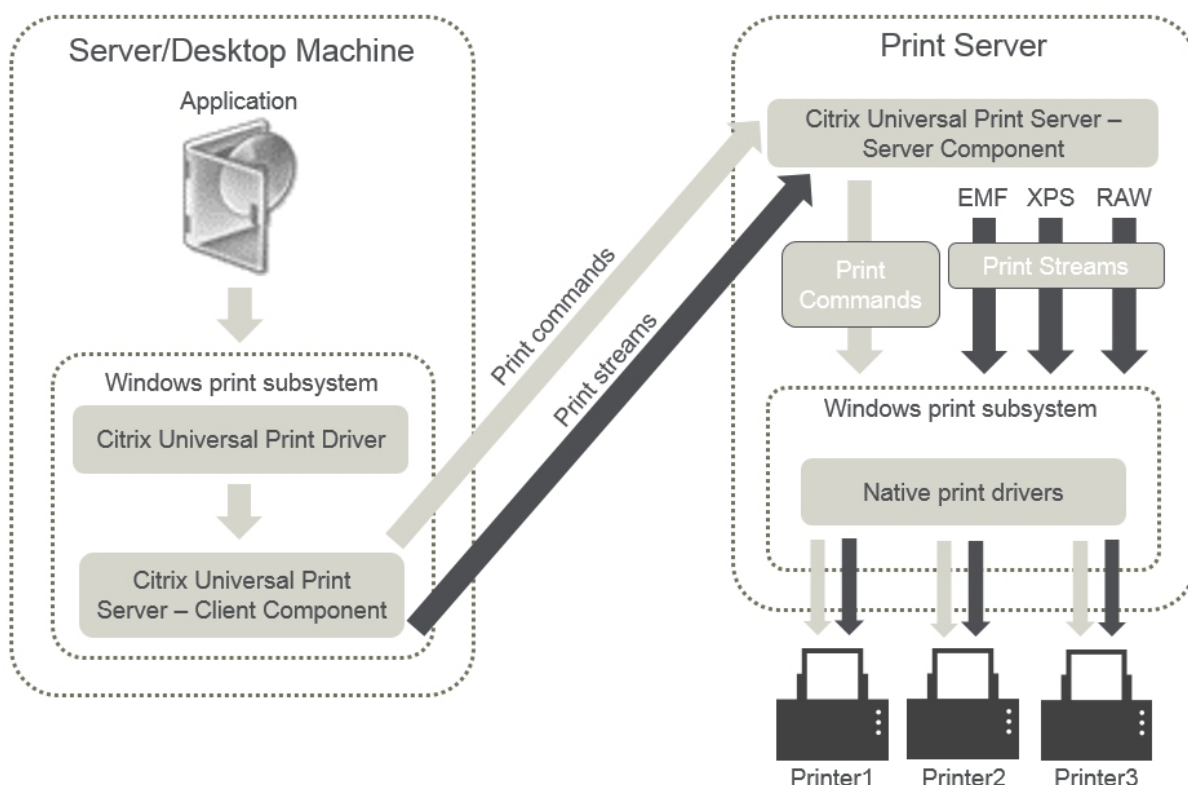 Server/Desktop Machine
Application
Windows print subsystem
Citrix Universal Print Driver
Citrix Universal Print
Server – Client Component
Print commands
Print streams
Print Server
Citrix Universal Print Server –
Server Component
EMF XPS RAW
Print
Commands
Print Streams
Windows print subsystem
Native print drivers
Printer1 Printer2 Printer3